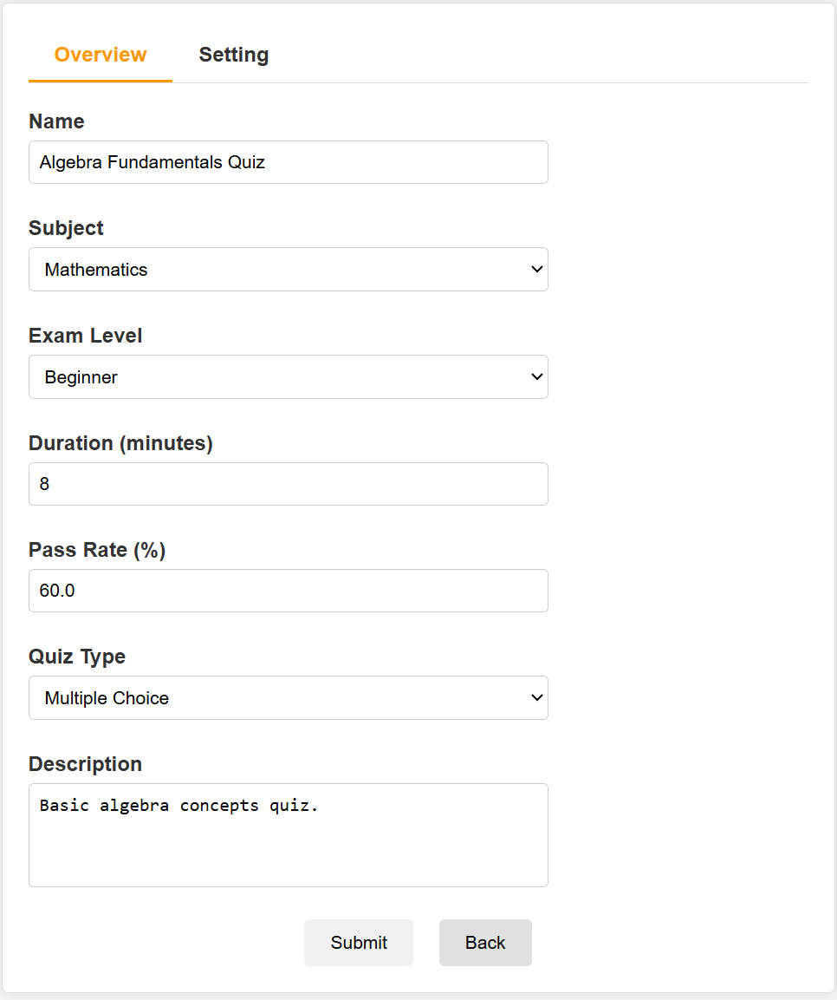 Overview Setting
Name
Algebra Fundamentals Quiz
Subject
Mathematics
Exam Level
Beginner
Duration (minutes)
8
Pass Rate (%)
60.0
Quiz Type
Multiple Choice
Description
Basic algebra concepts quiz.
Submit Back